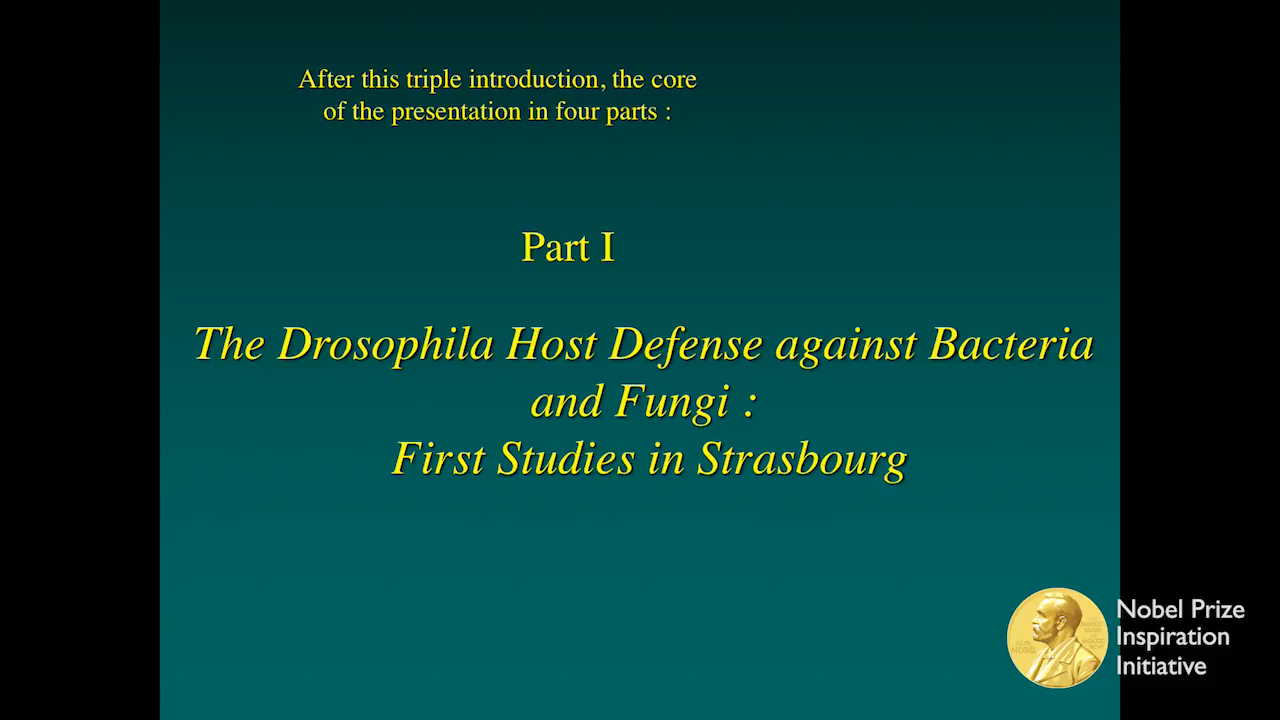 After this triple introduction, the core
of the presentation in four parts :
Part I
The Drosophila Host Defense against Bacteria
and Fungi :
First Studies in Strasbourg
Nobel Prize
Inspiration
Initiative